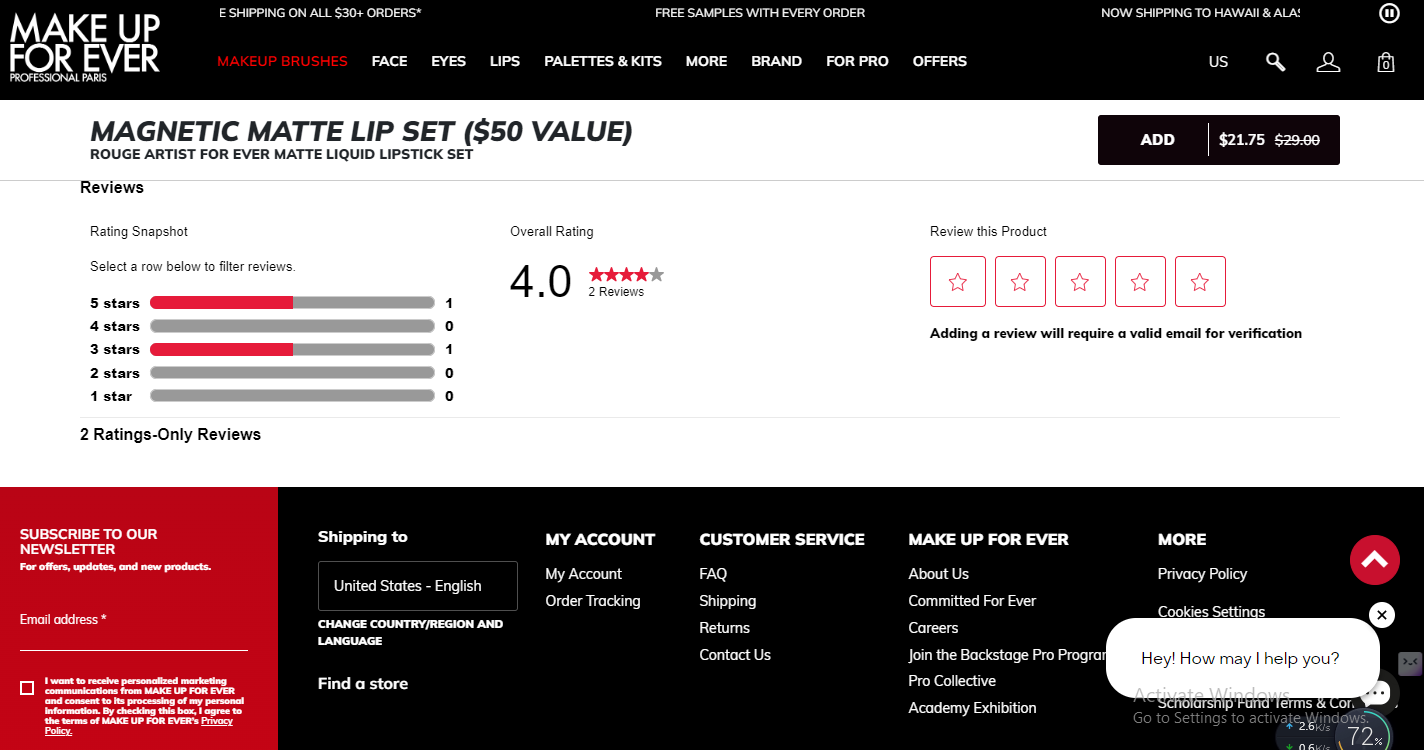 E SHIPPING ON ALL $30+ ORDERS*
FREE SAMPLES WITH EVERY ORDER
NOW SHIPPING TO HAWAII & ALAS
MAKE UP
FOR EVER
PROFESSIONAL PARIS
MAKEUP BRUSHES FACE EYES LIPS PALETTES & KITS MORE BRAND FOR PRO OFFERS
US
0
MAGNETIC MATTE LIP SET ($50 VALUE)
ROUGE ARTIST FOR EVER MATTE LIQUID LIPSTICK SET
ADD $21.75 $29.00
Reviews
Rating Snapshot
Select a row below to filter reviews.
5 stars 1
4 stars 0
3 stars 1
2 stars 0
1 star 0
Overall Rating
4.0
2 Reviews
Review this Product
Adding a review will require a valid email for verification
2 Ratings-Only Reviews
SUBSCRIBE TO OUR
NEWSLETTER
For offers, updates, and new products.
Email address *
I want to receive personalized marketing
communications from MAKE UP FOR EVER
and consent to its processing of my personal
information. By checking this box, I agree to
the terms of MAKE UP FOR EVER's Privacy
Policy.
Shipping to
United States - English
CHANGE COUNTRY/REGION AND
LANGUAGE
Find a store
MY ACCOUNT
My Account
Order Tracking
CUSTOMER SERVICE
FAQ
Shipping
Returns
Contact Us
MAKE UP FOR EVER
About Us
Committed For Ever
Careers
Join the Backstage Pro Program
Pro Collective
Academy Exhibition
MORE
Privacy Policy
Cookies Settings
Hey! How may I help you?
Scholarship Fund Terms & Con
Activate Windows
Go to Settings to activate Windows.
2.6K/s
0.6K/s
72%